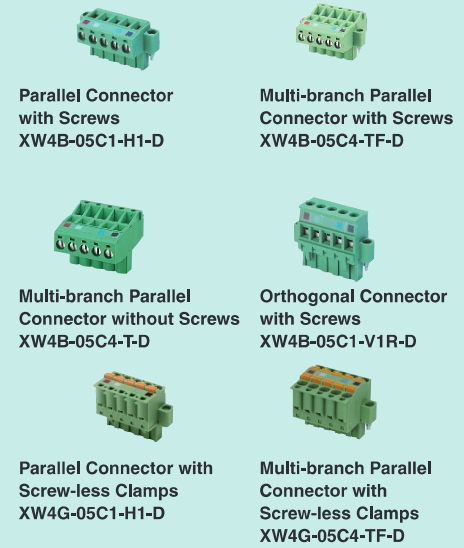 Parallel Connector
with Screws
XW4B-05C1-H1-D
Multi-branch Parallel
Connector with Screws
XW4B-05C4-TF-D
Multi-branch Parallel
Connector without Screws
XW4B-05C4-T-D
Orthogonal Connector
with Screws
XW4B-05C1-V1R-D
Parallel Connector with
Screw-less Clamps
XW4G-05C1-H1-D
Multi-branch Parallel
Connector with
Screw-less Clamps
XW4G-05C4-TF-D